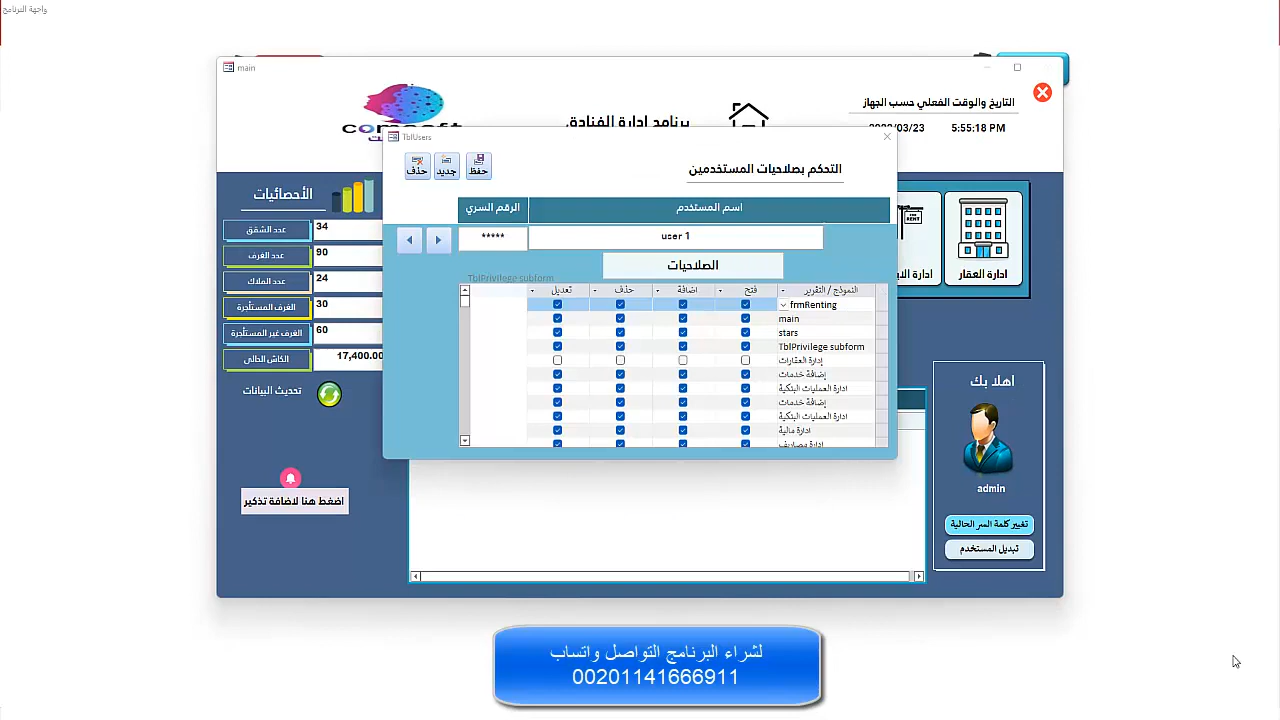 واجهة البرنامج
main
التاريخ والوقت الفعلي حسب الجهاز
5:55:18 PM
برنامج ادارة الفنادق
comsoft
TblUsers
التحكم بصلاحيات المستخدمين
حفظ
جديد
حذف
اسم المستخدم
الرقم السري
user 1
*****
الصلاحيات
TblPrivilege subform
النموذج / التقرير
فتح
اضافة
حذف
تعديل
frmRenting
main
stars
TblPrivilege subform
إدارة العقارات
إضافة خدمات
ادارة العمليات البنكية
إضافة خدمات
ادارة العمليات البنكية
ادارة مالية
ادارة مصاريف
ادارة العقار
اهلا بك
admin
تغيير كلمة السر الحالية
تبديل المستخدم
الأحصائيات
عدد الشقق 34
عدد الغرف 90
عدد الملاك 24
الغرف المستأجرة 30
الغرف غير المستأجرة 60
الكاش الحالي 17,400.00
تحديث البيانات
اضغط هنا لاضافة تذكير
لشراء البرنامج التواصل واتساب
00201141666911